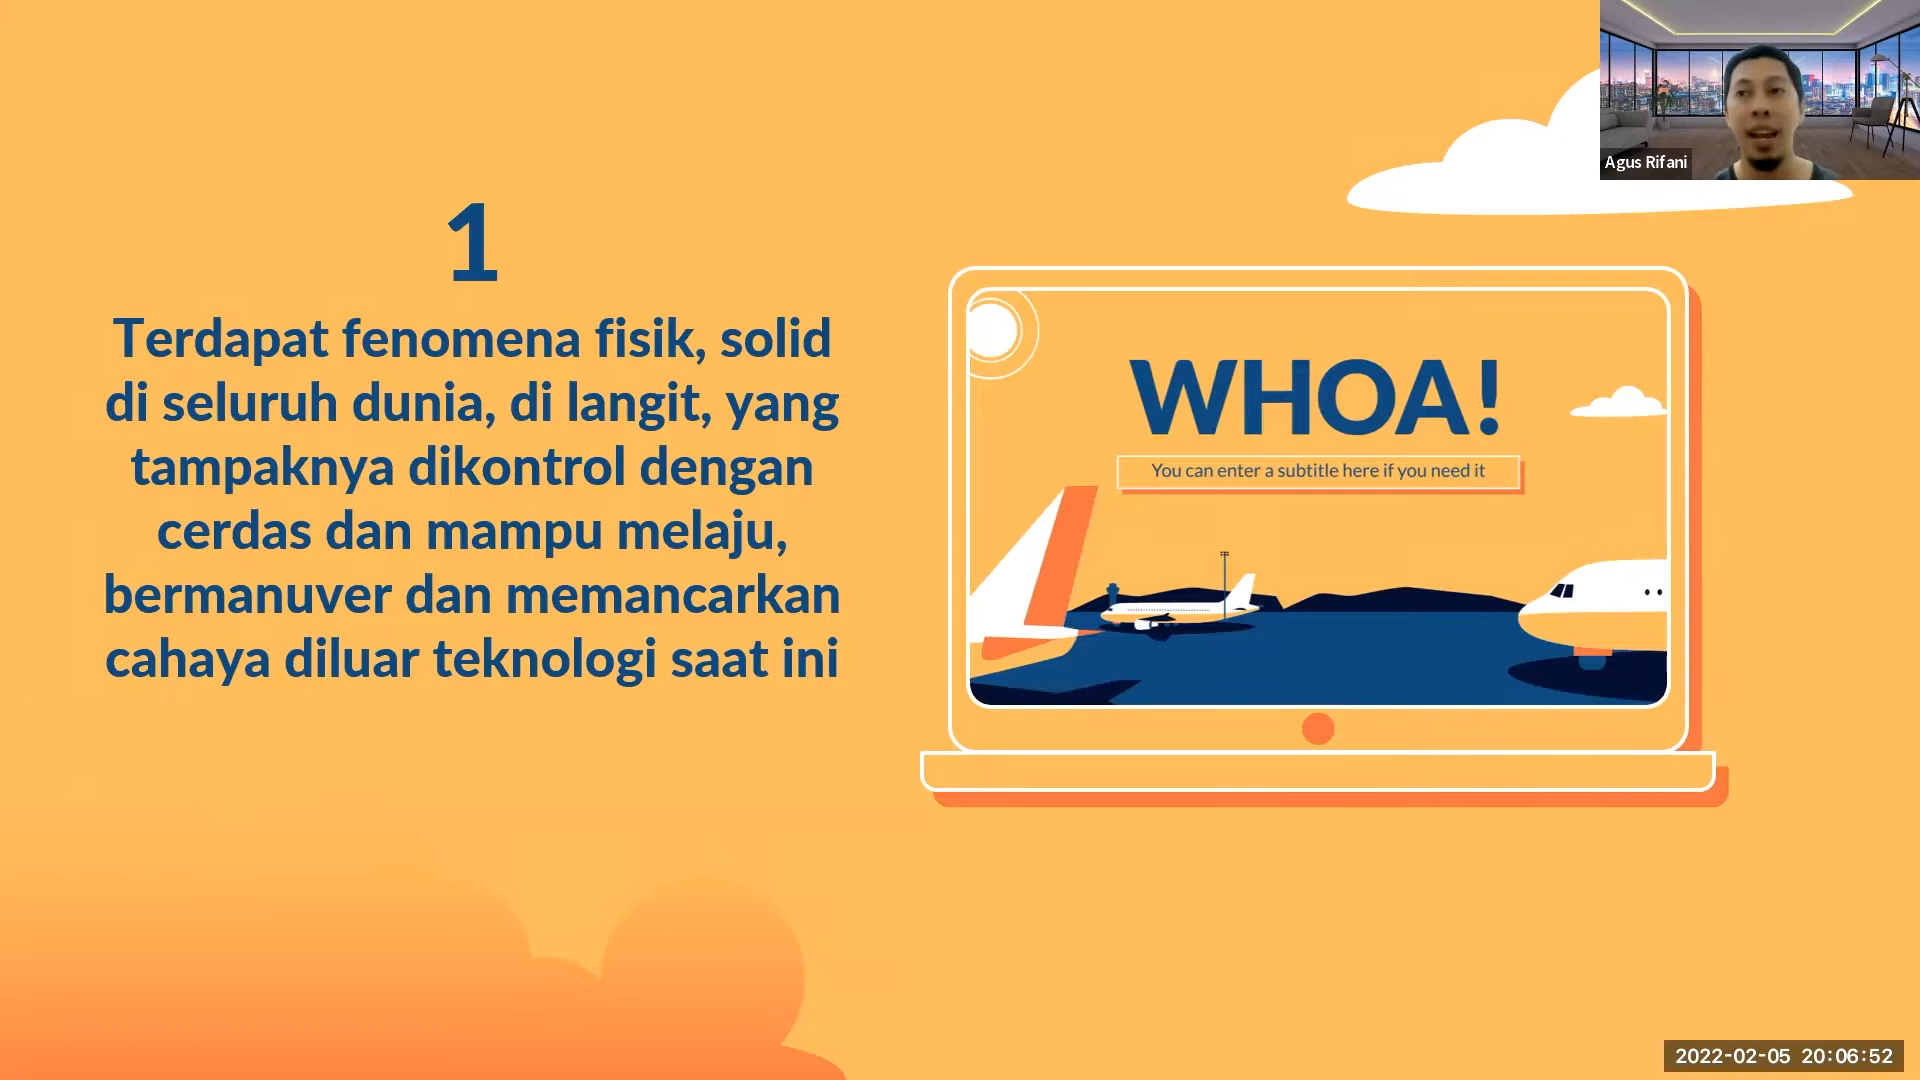 Agus Rifani
1
Terdapat fenomena fisik, solid
di seluruh dunia, di langit, yang
tampaknya dikontrol dengan
cerdas dan mampu melaju,
bermanuver dan memancarkan
cahaya diluar teknologi saat ini
WHOA!
You can enter a subtitle here if you need it
2022-02-05 20:06:52